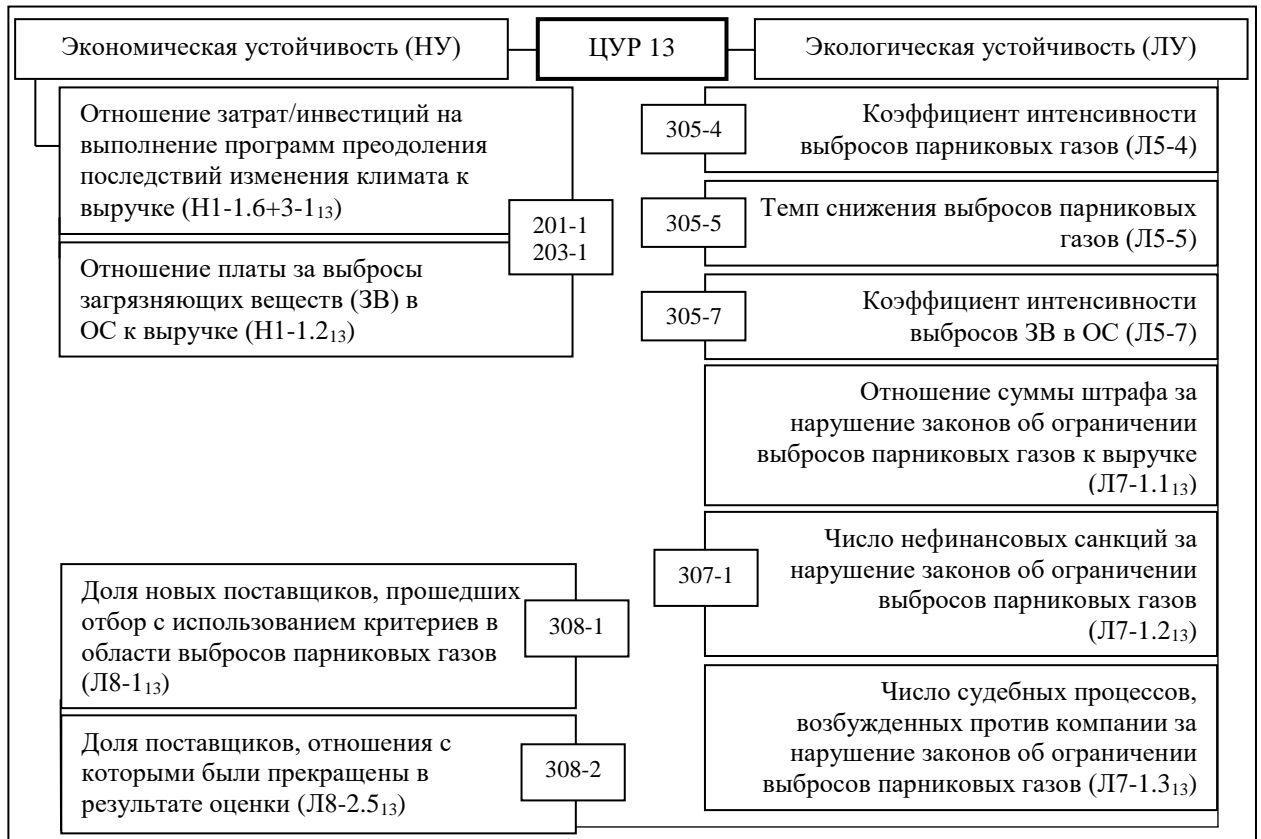 Экономическая устойчивость (НУ)
ЦУР 13
Экологическая устойчивость (ЛУ)
Отношение затрат/инвестиций на
выполнение программ преодоления
последствий изменения климата к
выручке (Н1-1.6+3-1₁₃)
201-1
203-1
Отношение платы за выбросы
загрязняющих веществ (ЗВ) в
ОС к выручке (Н1-1.2₁₃)
305-4
Коэффициент интенсивности
выбросов парниковых газов (Л5-4)
305-5
Темп снижения выбросов парниковых
газов (Л5-5)
305-7
Коэффициент интенсивности
выбросов ЗВ в ОС (Л5-7)
Отношение суммы штрафа за
нарушение законов об ограничении
выбросов парниковых газов к выручке
(Л7-1.1₁₃)
307-1
Число нефинансовых санкций за
нарушение законов об ограничении
выбросов парниковых газов
(Л7-1.2₁₃)
Число судебных процессов,
возбужденных против компании за
нарушение законов об ограничении
выбросов парниковых газов (Л7-1.3₁₃)
Доля новых поставщиков, прошедших
отбор с использованием критериев в
области выбросов парниковых газов
(Л8-1₁₃)
308-1
Доля поставщиков, отношения с
которыми были прекращены в
результате оценки (Л8-2.5₁₃)
308-2